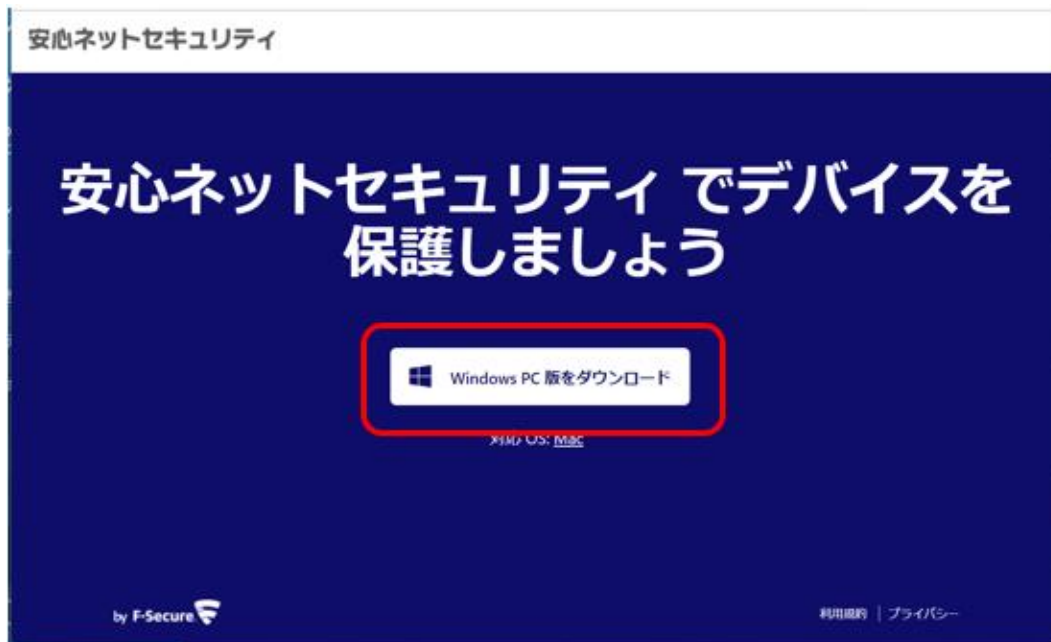 安心ネットセキュリティ
安心ネットセキュリティ でデバイスを
保護しましょう
Windows PC 版をダウンロード
対応 OS: Mac
by F-Secure
利用規約 | プライバシー